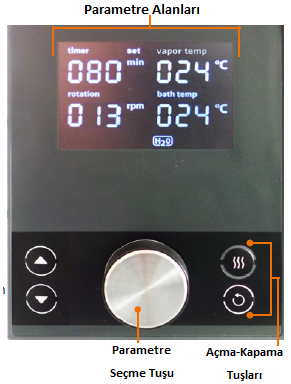 Parametre Alanları
timer set vapor temp
080 min 024 °C
rotation bath temp
013 rpm 024 °C
H2O
Parametre
Seçme Tuşu
Açma-Kapama
Tuşları